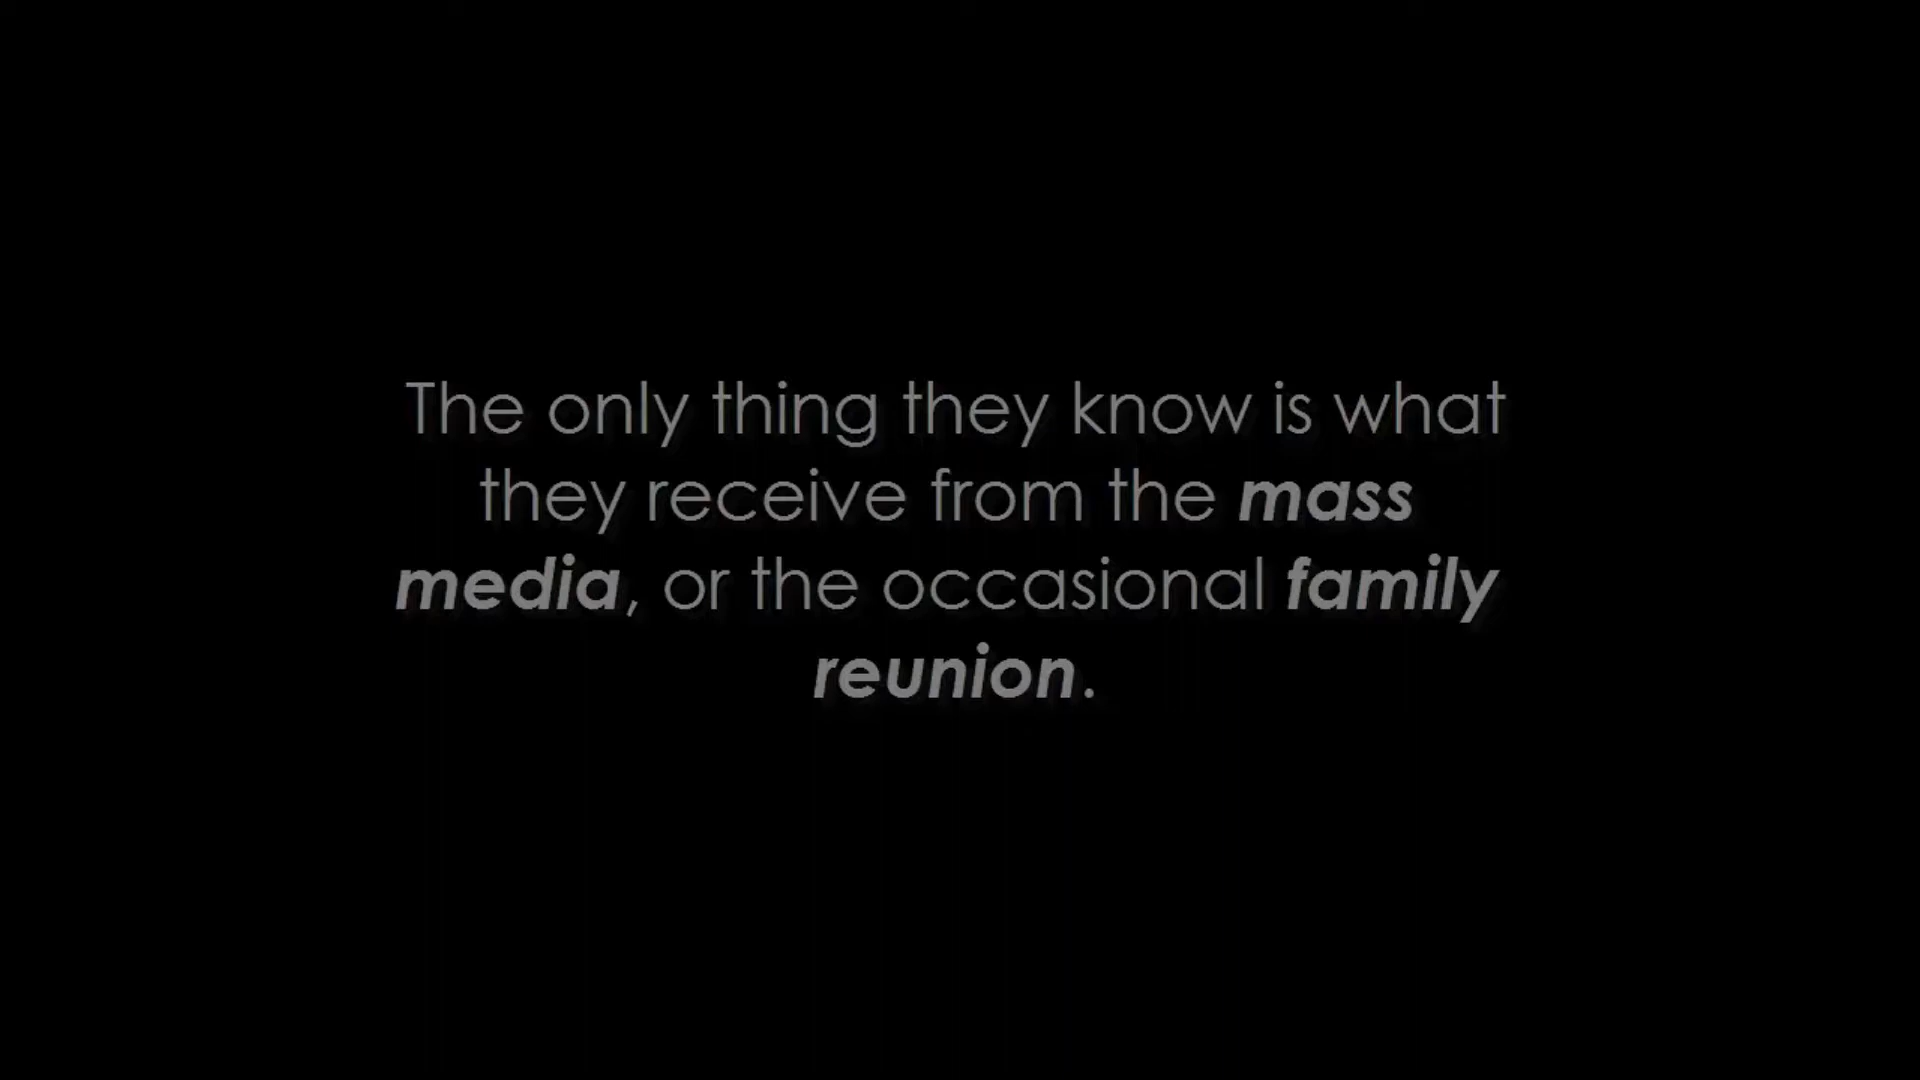 The only thing they know is what
they receive from the mass
media, or the occasional family
reunion.